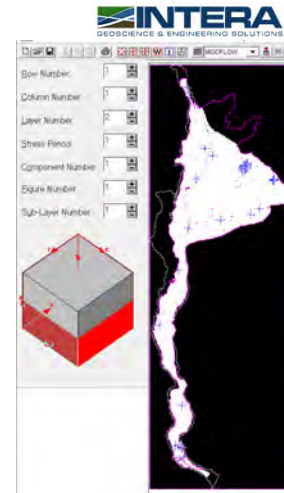 INTERA
GEOSCIENCE & ENGINEERING SOLUTIONS
MODFLOW
Row Number: 1
Column Number: 1
Layer Number: 2
Stress Period: 1
Component Number 1
Figure Number 1
Sub-Layer Number 1